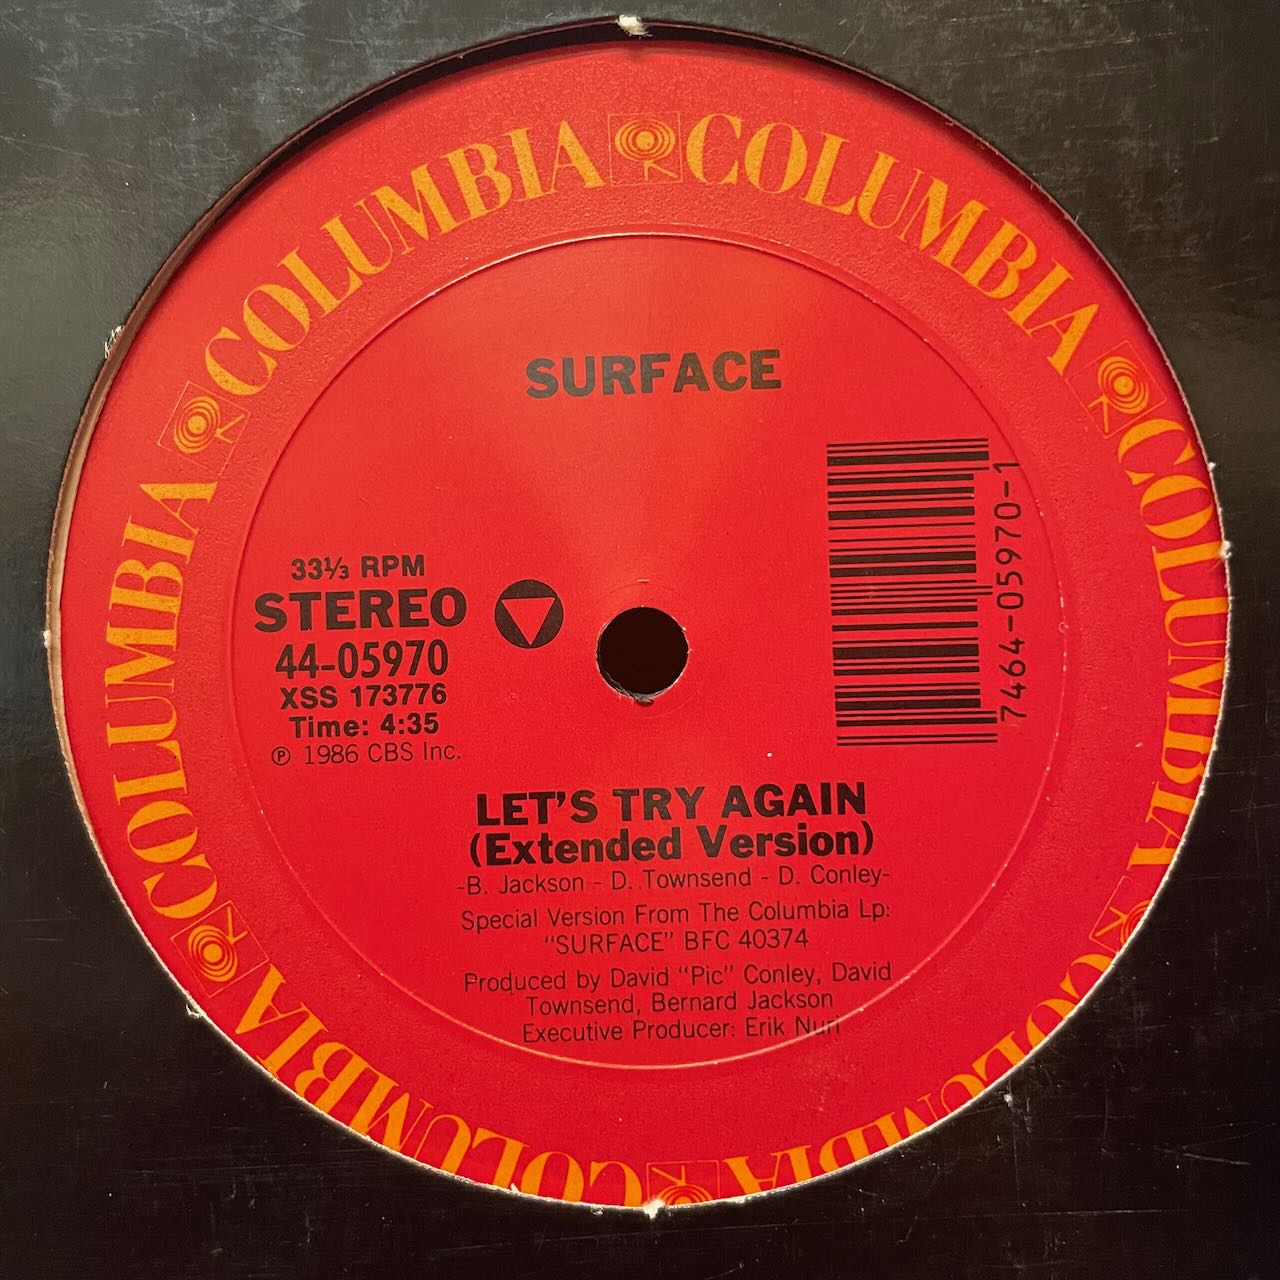 COLUMBIA COLUMBIA COLUMBIA COLUMBIA COLUMBIA COLUMBIA
SURFACE
33⅓ RPM
STEREO
44-05970
XSS 173776
Time: 4:35
℗ 1986 CBS Inc.
7464-05970-1
LET'S TRY AGAIN
(Extended Version)
-B. Jackson - D. Townsend - D. Conley-
Special Version From The Columbia Lp:
"SURFACE" BFC 40374
Produced by David "Pic" Conley, David
Townsend, Bernard Jackson
Executive Producer: Erik Nuri